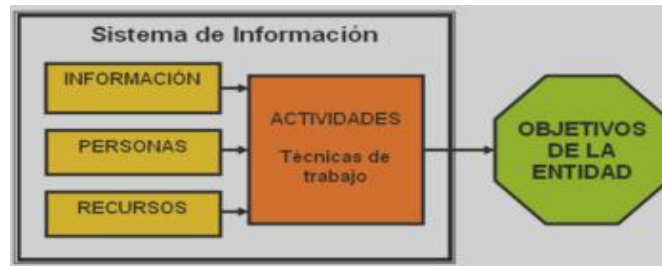 Sistema de Información
INFORMACIÓN
PERSONAS
RECURSOS
ACTIVIDADES
Técnicas de
trabajo
OBJETIVOS
DE LA
ENTIDAD